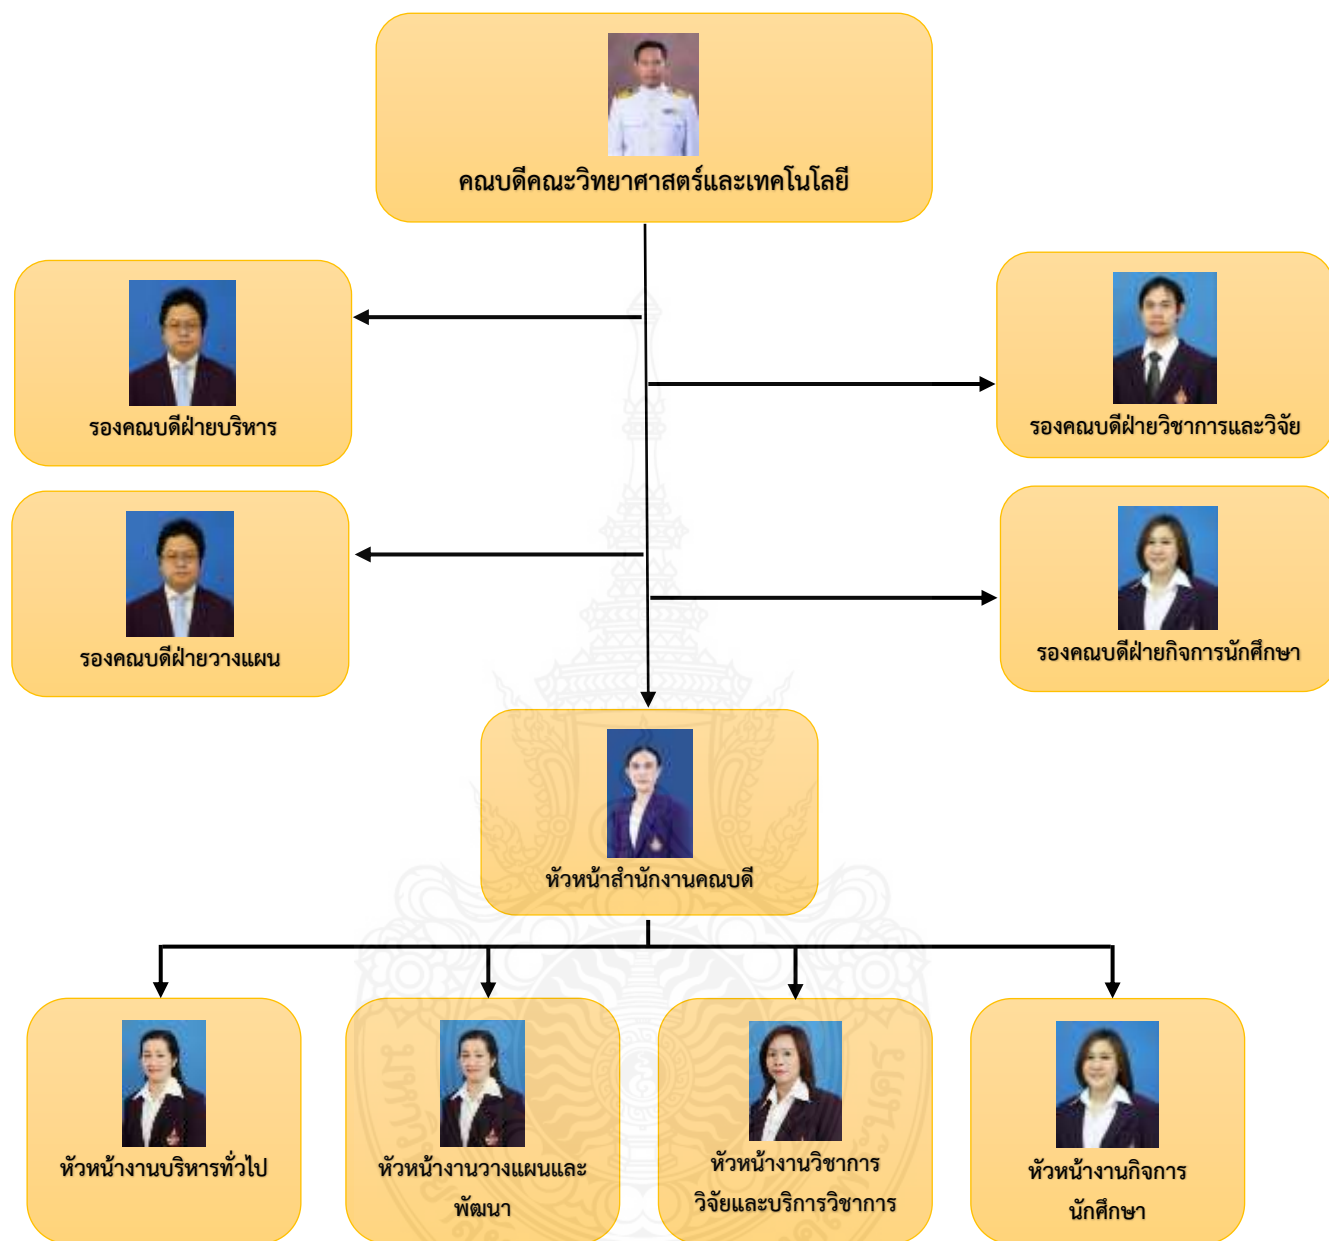 คณบดีคณะวิทยาศาสตร์และเทคโนโลยี
รองคณบดีฝ่ายบริหาร
รองคณบดีฝ่ายวิชาการและวิจัย
รองคณบดีฝ่ายวางแผน
รองคณบดีฝ่ายกิจการนักศึกษา
หัวหน้าสำนักงานคณบดี
หัวหน้างานบริหารทั่วไป
หัวหน้างานวางแผนและ
พัฒนา
หัวหน้างานวิชาการ
วิจัยและบริการวิชาการ
หัวหน้างานกิจการ
นักศึกษา